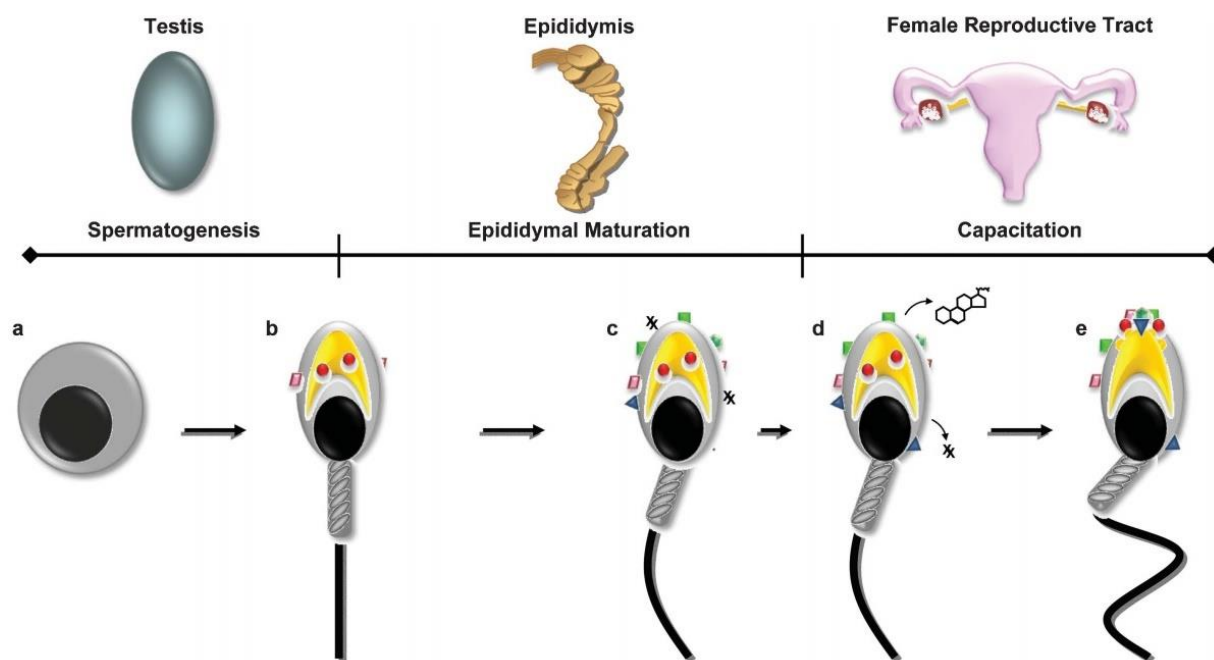 Testis
Epididymis
Female Reproductive Tract
Spermatogenesis
Epididymal Maturation
Capacitation
a
b
c
d
e